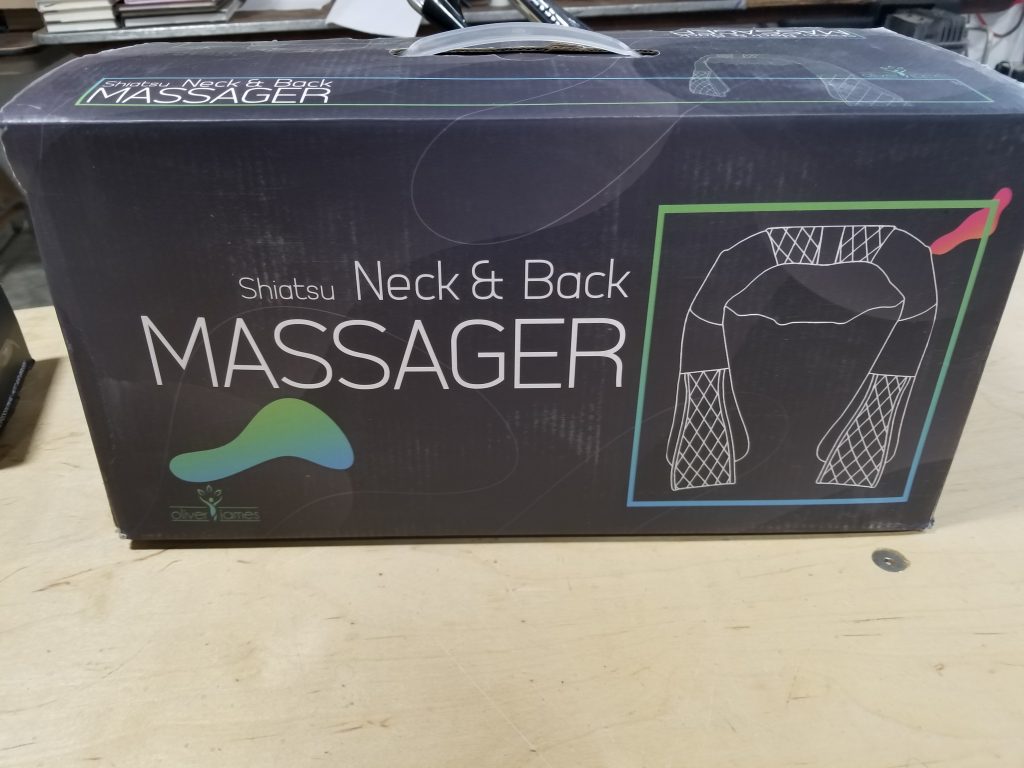 Shiatsu Neck & Back
MASSAGER
Shiatsu Neck & Back
MASSAGER
oliver james